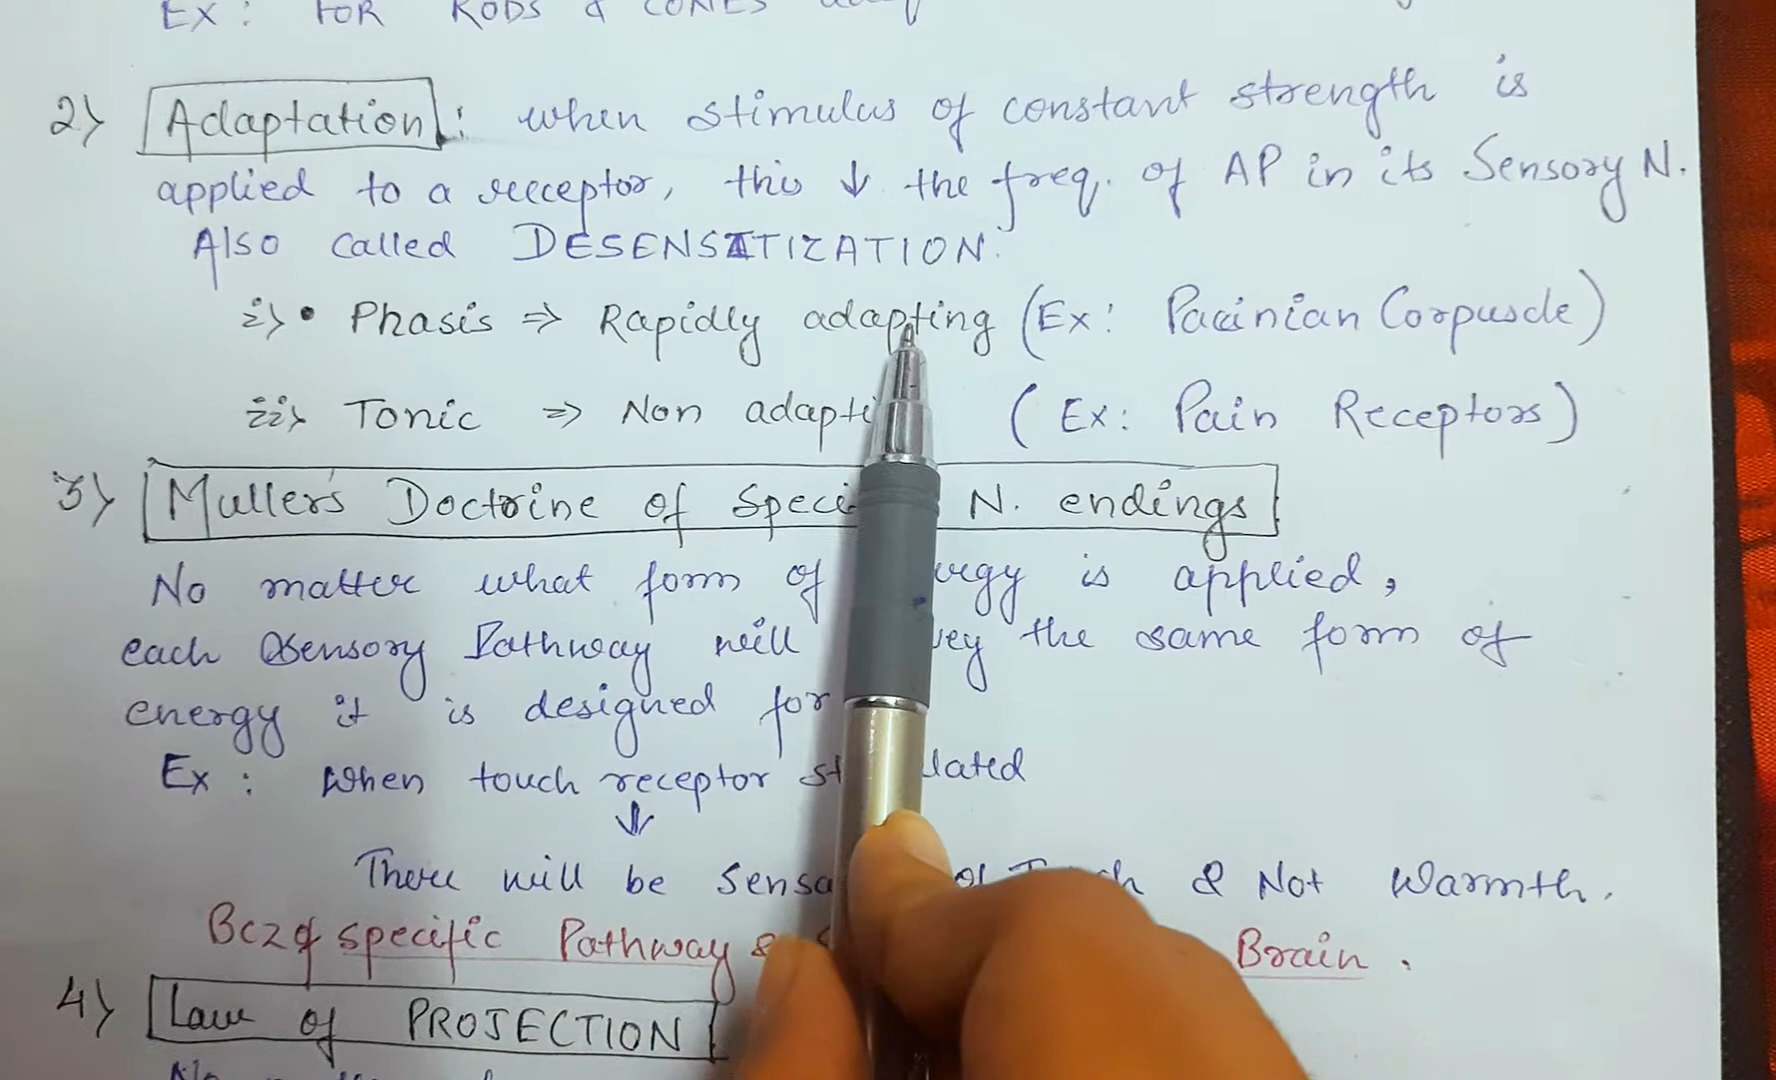 Ex: FOR RODS & CONES
2) Adaptation: when stimulus of constant strength is
applied to a receptor, this ↓ the freq. of AP in its Sensory N.
Also called DESENSITIZATION.
i) • Phasis ⇒ Rapidly adapting (Ex: Pacinian Corpuscle)
ii) Tonic ⇒ Non adapti (Ex: Pain Receptors)
3) Muller's Doctrine of Speci N. endings
No matter what form of is applied,
each sensory Pathway will the same form of
energy it is designed for
Ex: When touch receptor st lated
↓
There will be Sensa & Not Warmth.
Bcz of specific Pathway & Brain.
4) Law of PROJECTION